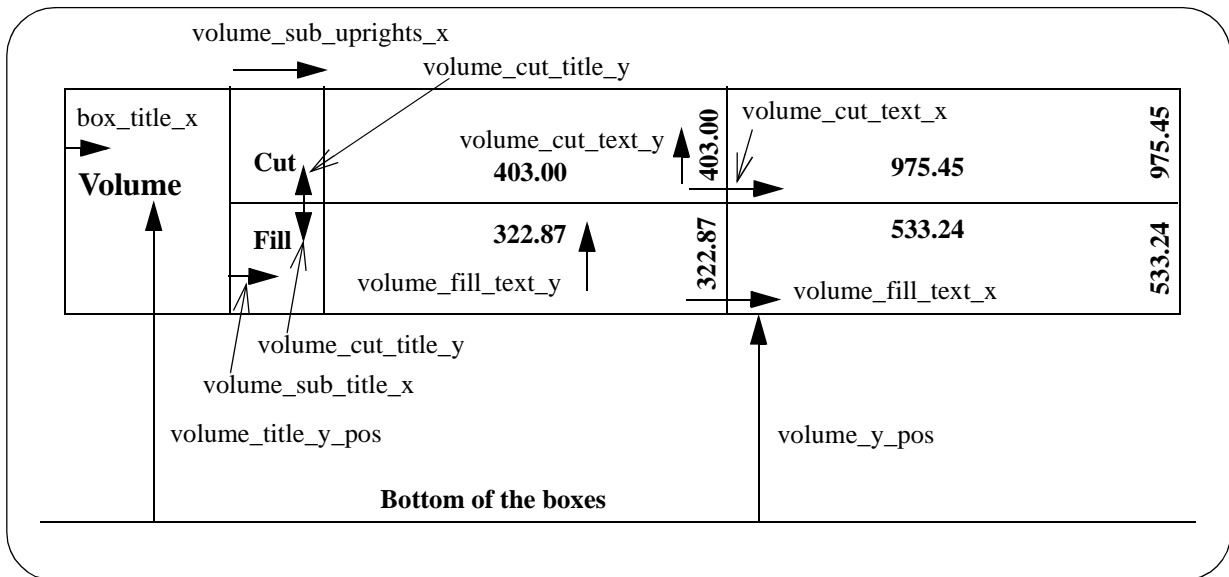 volume_sub_uprights_x
volume_cut_title_y
box_title_x
volume_cut_text_x
volume_cut_text_y
403.00
975.45
Cut
403.00
975.45
Volume
Fill
322.87
533.24
322.87
533.24
volume_fill_text_y
volume_fill_text_x
volume_cut_title_y
volume_sub_title_x
volume_title_y_pos
volume_y_pos
Bottom of the boxes